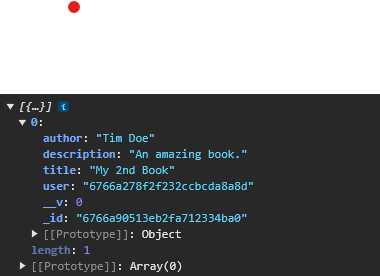 [{…}] i
0:
author: "Tim Doe"
description: "An amazing book."
title: "My 2nd Book"
user: "6766a278f2f232ccbcda8a8d"
__v: 0
_id: "6766a90513eb2fa712334ba0"
[[Prototype]]: Object
length: 1
[[Prototype]]: Array(0)